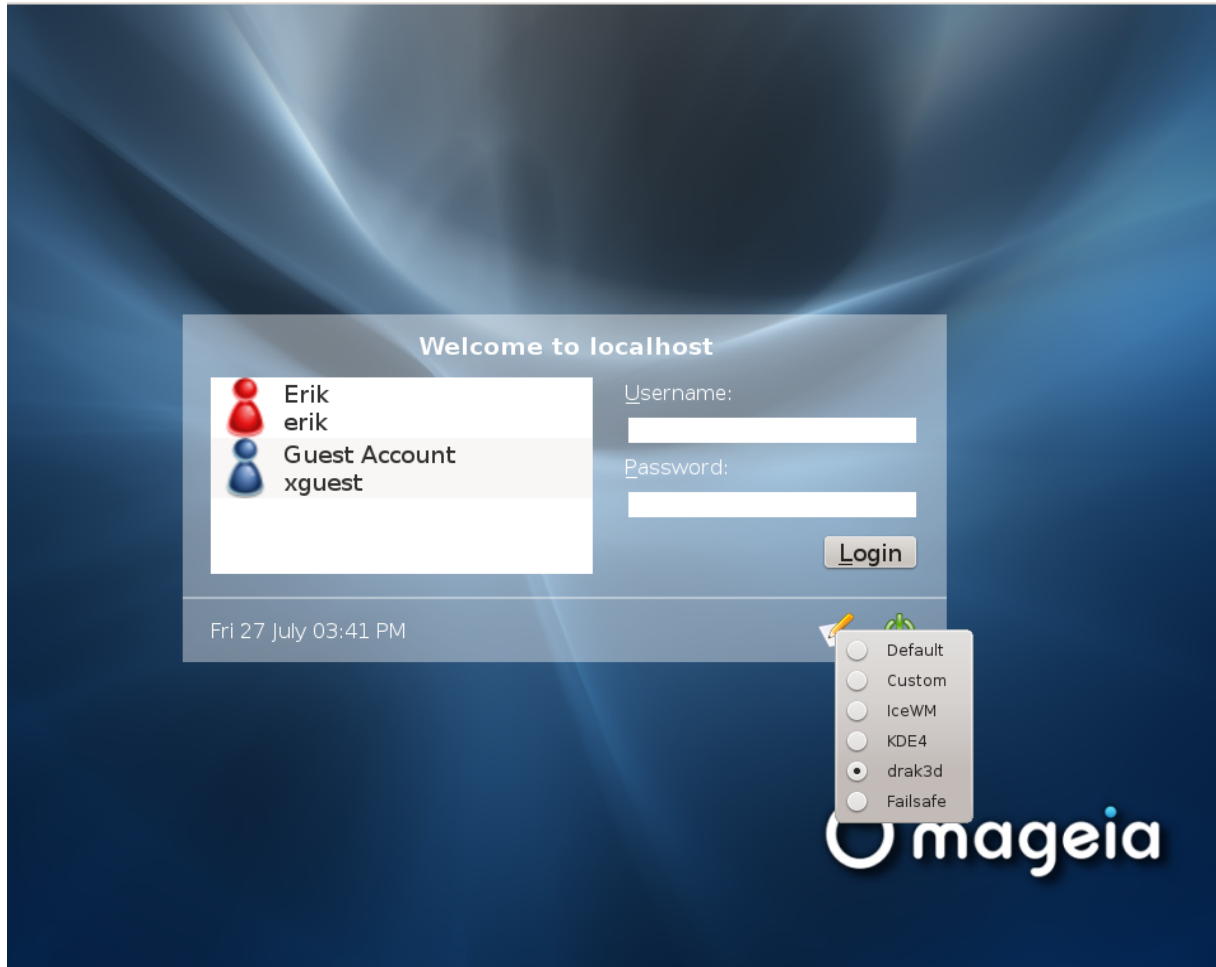 Welcome to localhost
Erik
erik
Guest Account
xguest
Username:
Password:
Login
Fri 27 July 03:41 PM
Default
Custom
IceWM
KDE4
drak3d
Failsafe
mageia